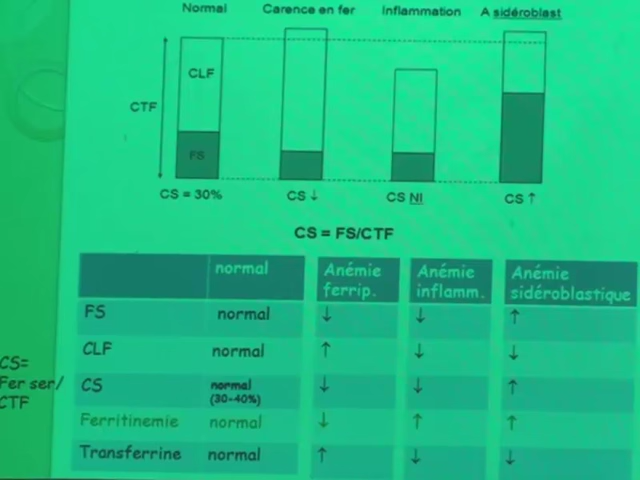 Normal Carence en fer Inflammation A sidéroblast
CLF
CTF
FS
CS = 30% CS ↓ CS Nl CS ↑
CS = FS/CTF
normal Anémie ferrip. Anémie inflamm. Anémie sidéroblastique
FS normal ↓ ↓ ↑
CLF normal ↑ ↓ ↓
CS normal (30-40%) ↓ ↓ ↑
Ferritinemie normal ↓ ↑ ↑
Transferrine normal ↑ ↓ ↓
CS=
Fer ser/
CTF